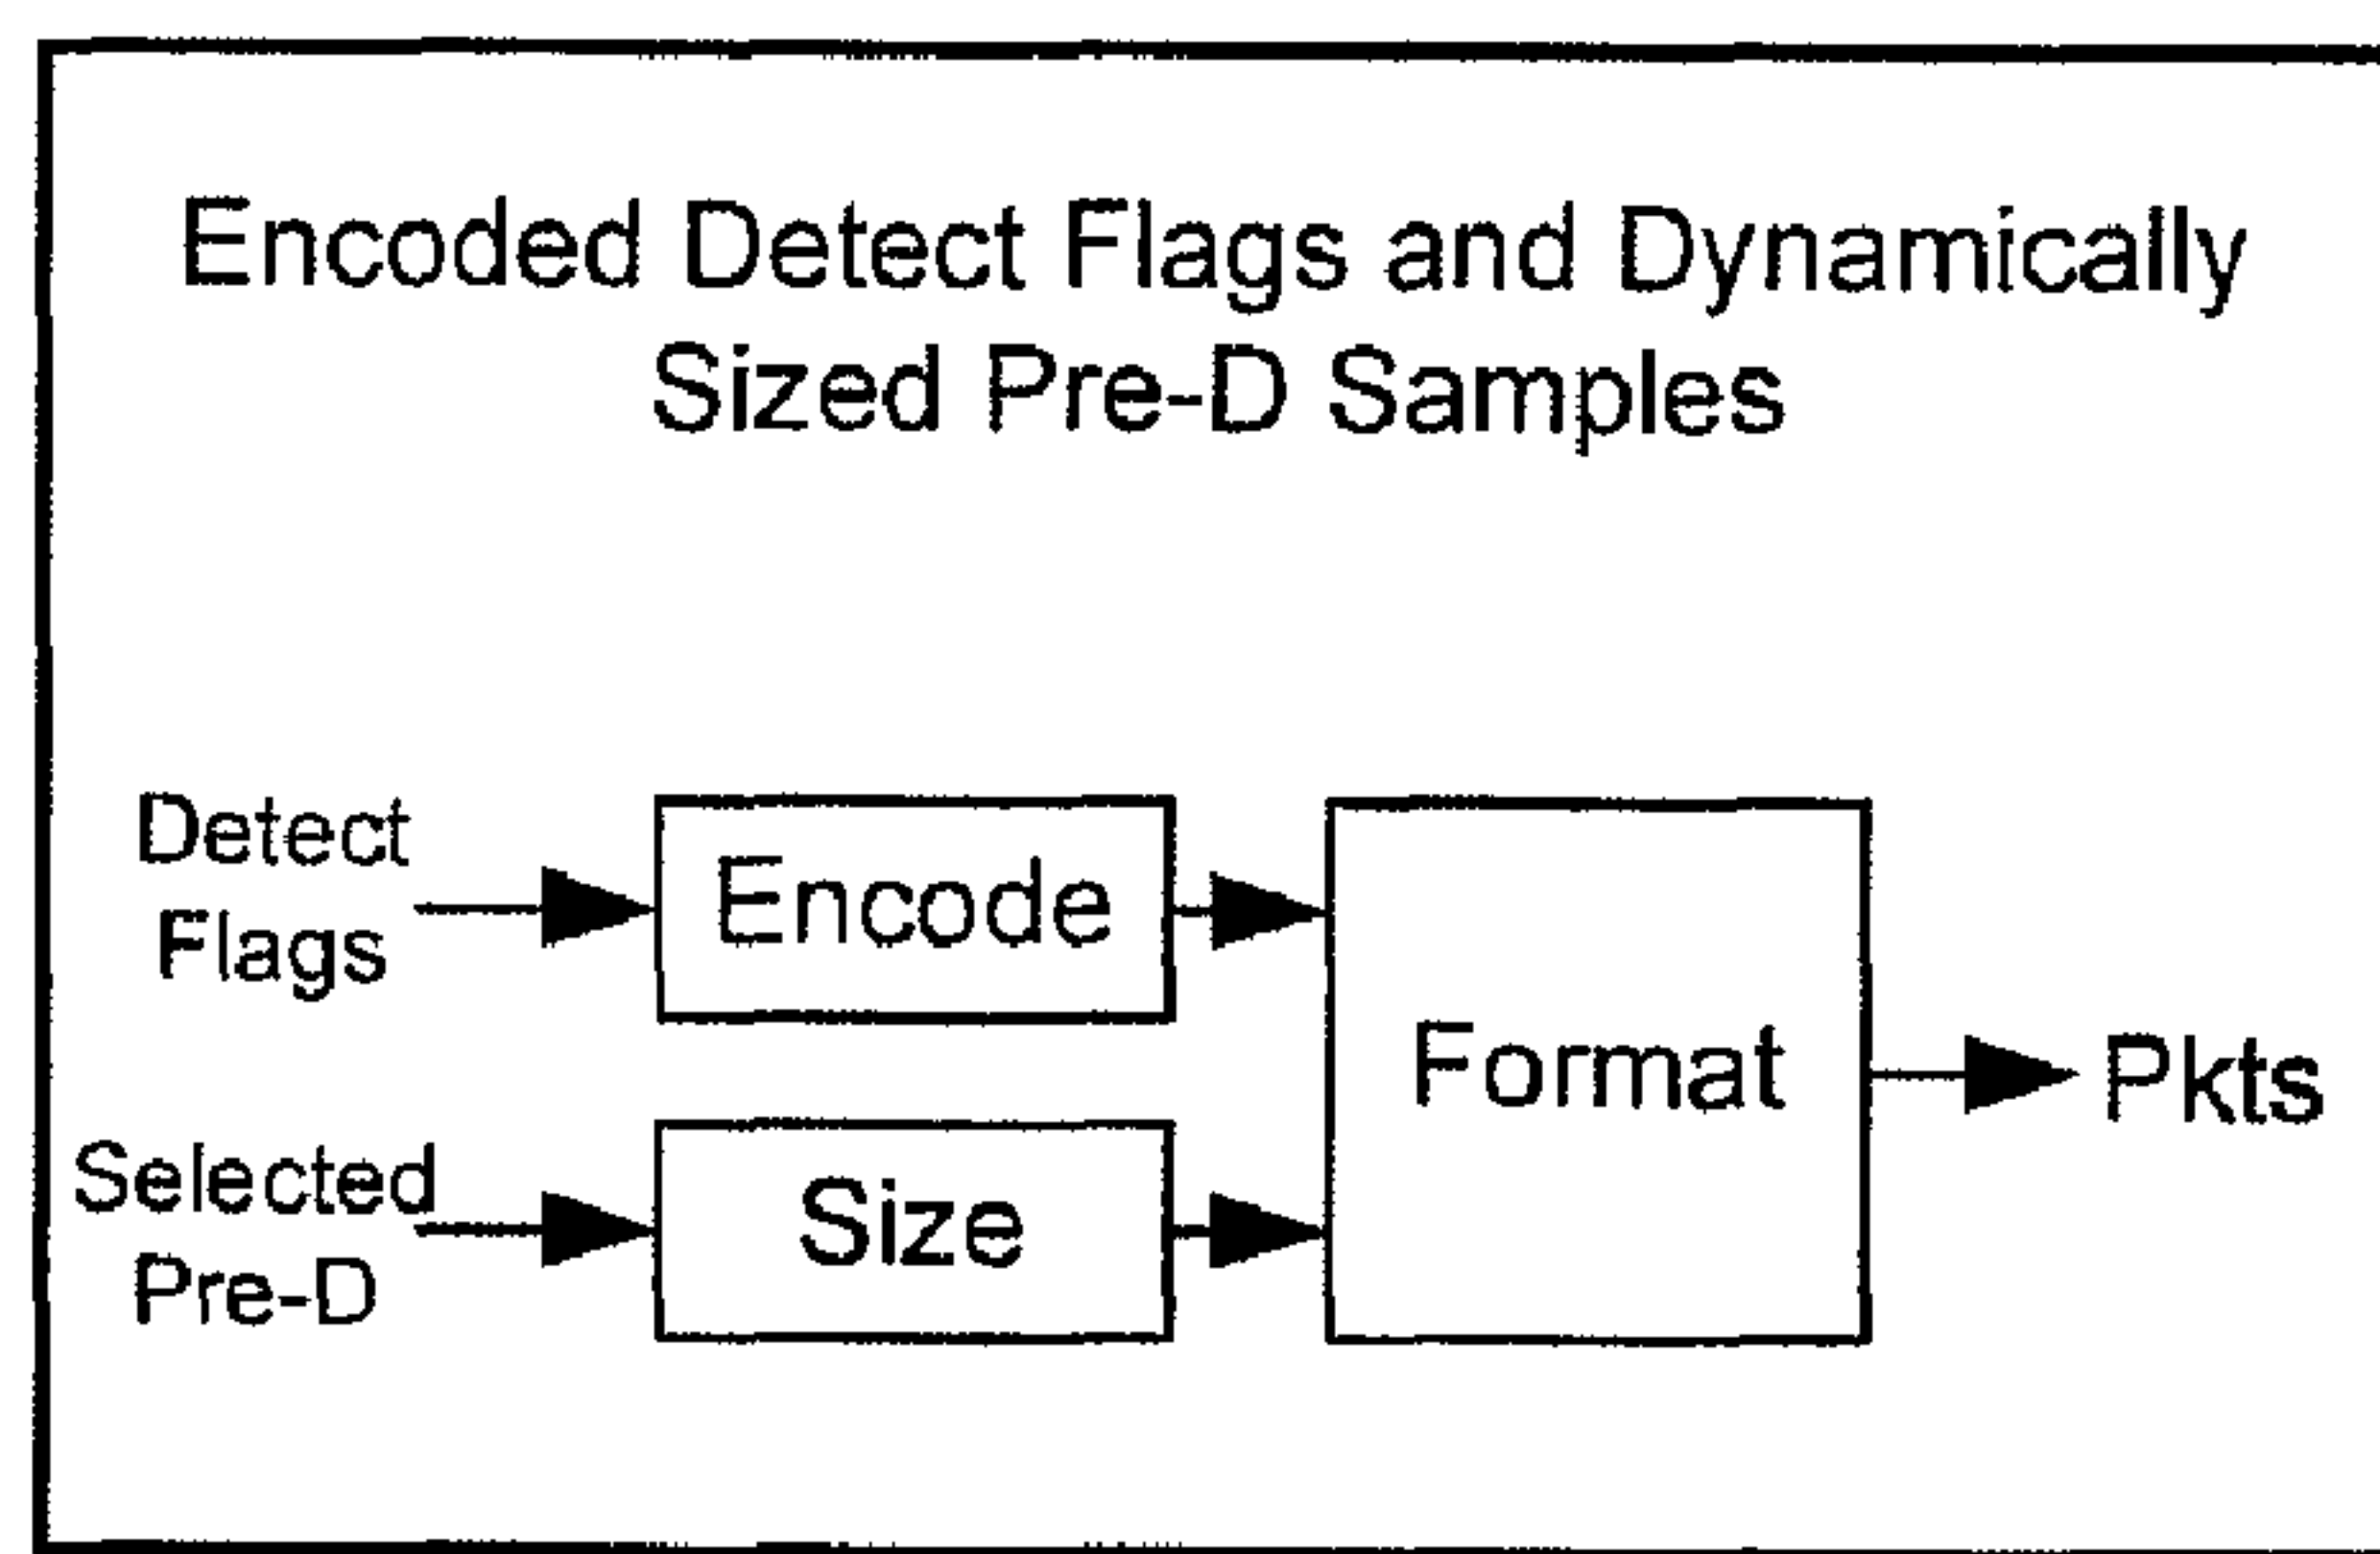 Encoded Detect Flags and Dynamically
Sized Pre-D Samples
Detect
Flags
Encode
Format
Pkts
Selected
Pre-D
Size